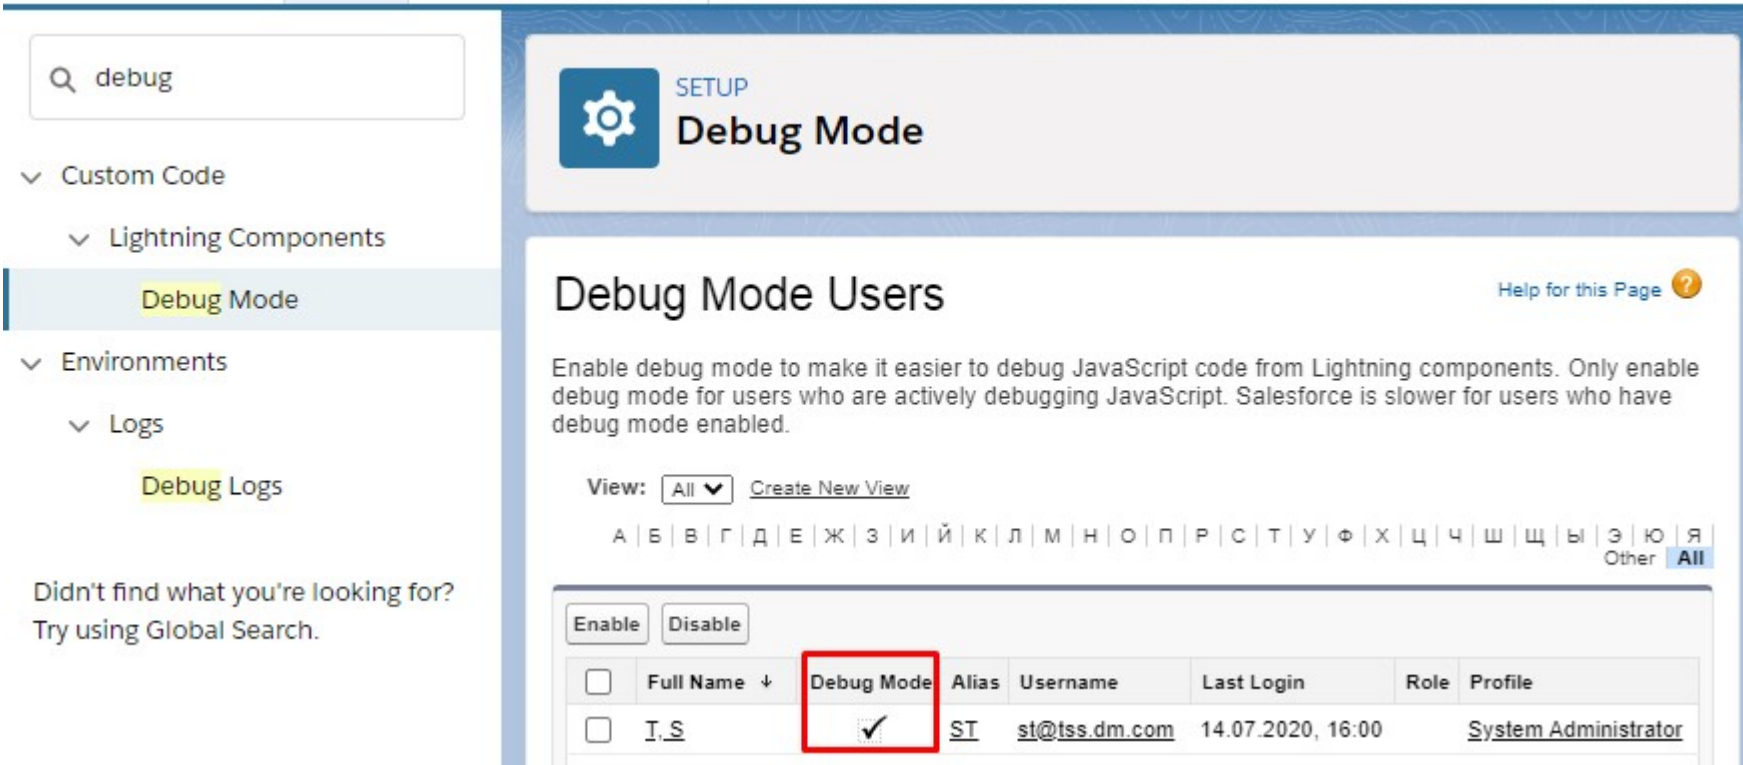 debug
Custom Code
Lightning Components
Debug Mode
Environments
Logs
Debug Logs
Didn't find what you're looking for?
Try using Global Search.
SETUP
Debug Mode
Debug Mode Users
Help for this Page ?
Enable debug mode to make it easier to debug JavaScript code from Lightning components. Only enable
debug mode for users who are actively debugging JavaScript. Salesforce is slower for users who have
debug mode enabled.
View: All Create New View
А | Б | В | Г | Д | Е | Ж | З | И | Й | К | Л | М | Н | О | П | Р | С | Т | У | Ф | Х | Ц | Ч | Ш | Щ | Ы | Э | Ю | Я |
Other | All
Enable Disable
Full Name Debug Mode Alias Username Last Login Role Profile
T, S ST st@tss.dm.com 14.07.2020, 16:00 System Administrator